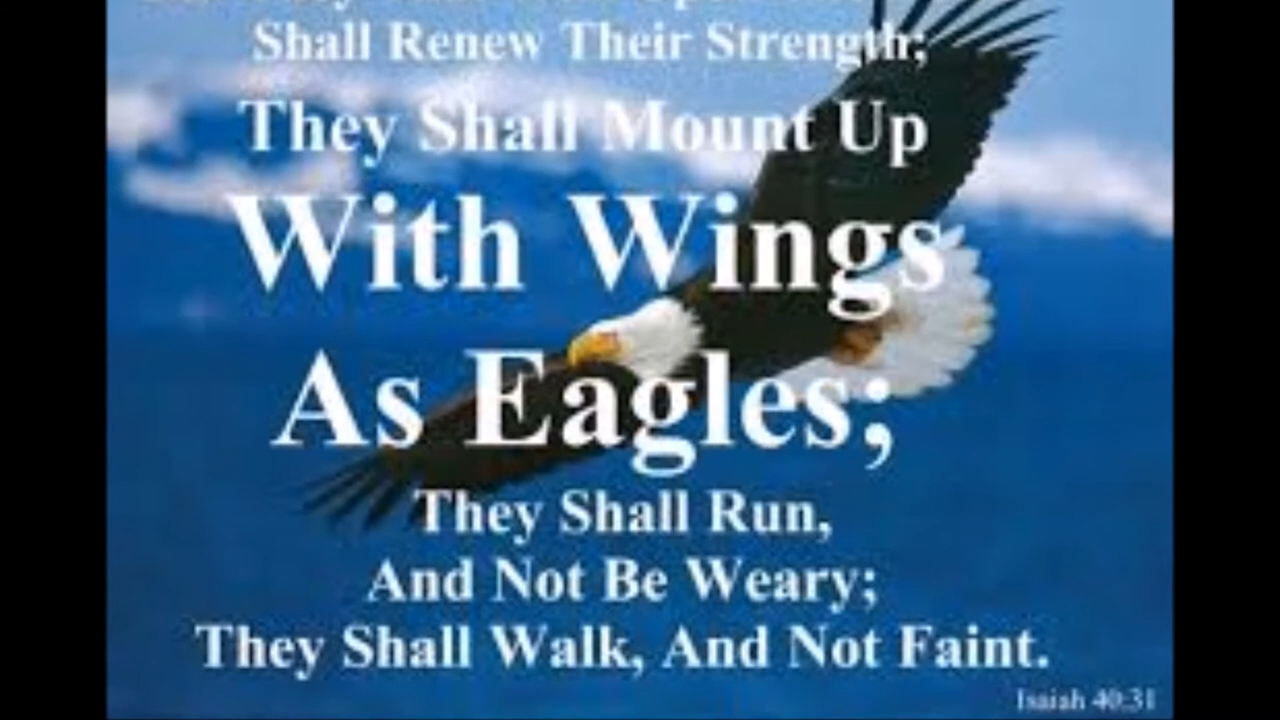 Shall Renew Their Strength;
They Shall Mount Up
With Wings
As Eagles;
They Shall Run,
And Not Be Weary;
They Shall Walk, And Not Faint.
Isaiah 40:31